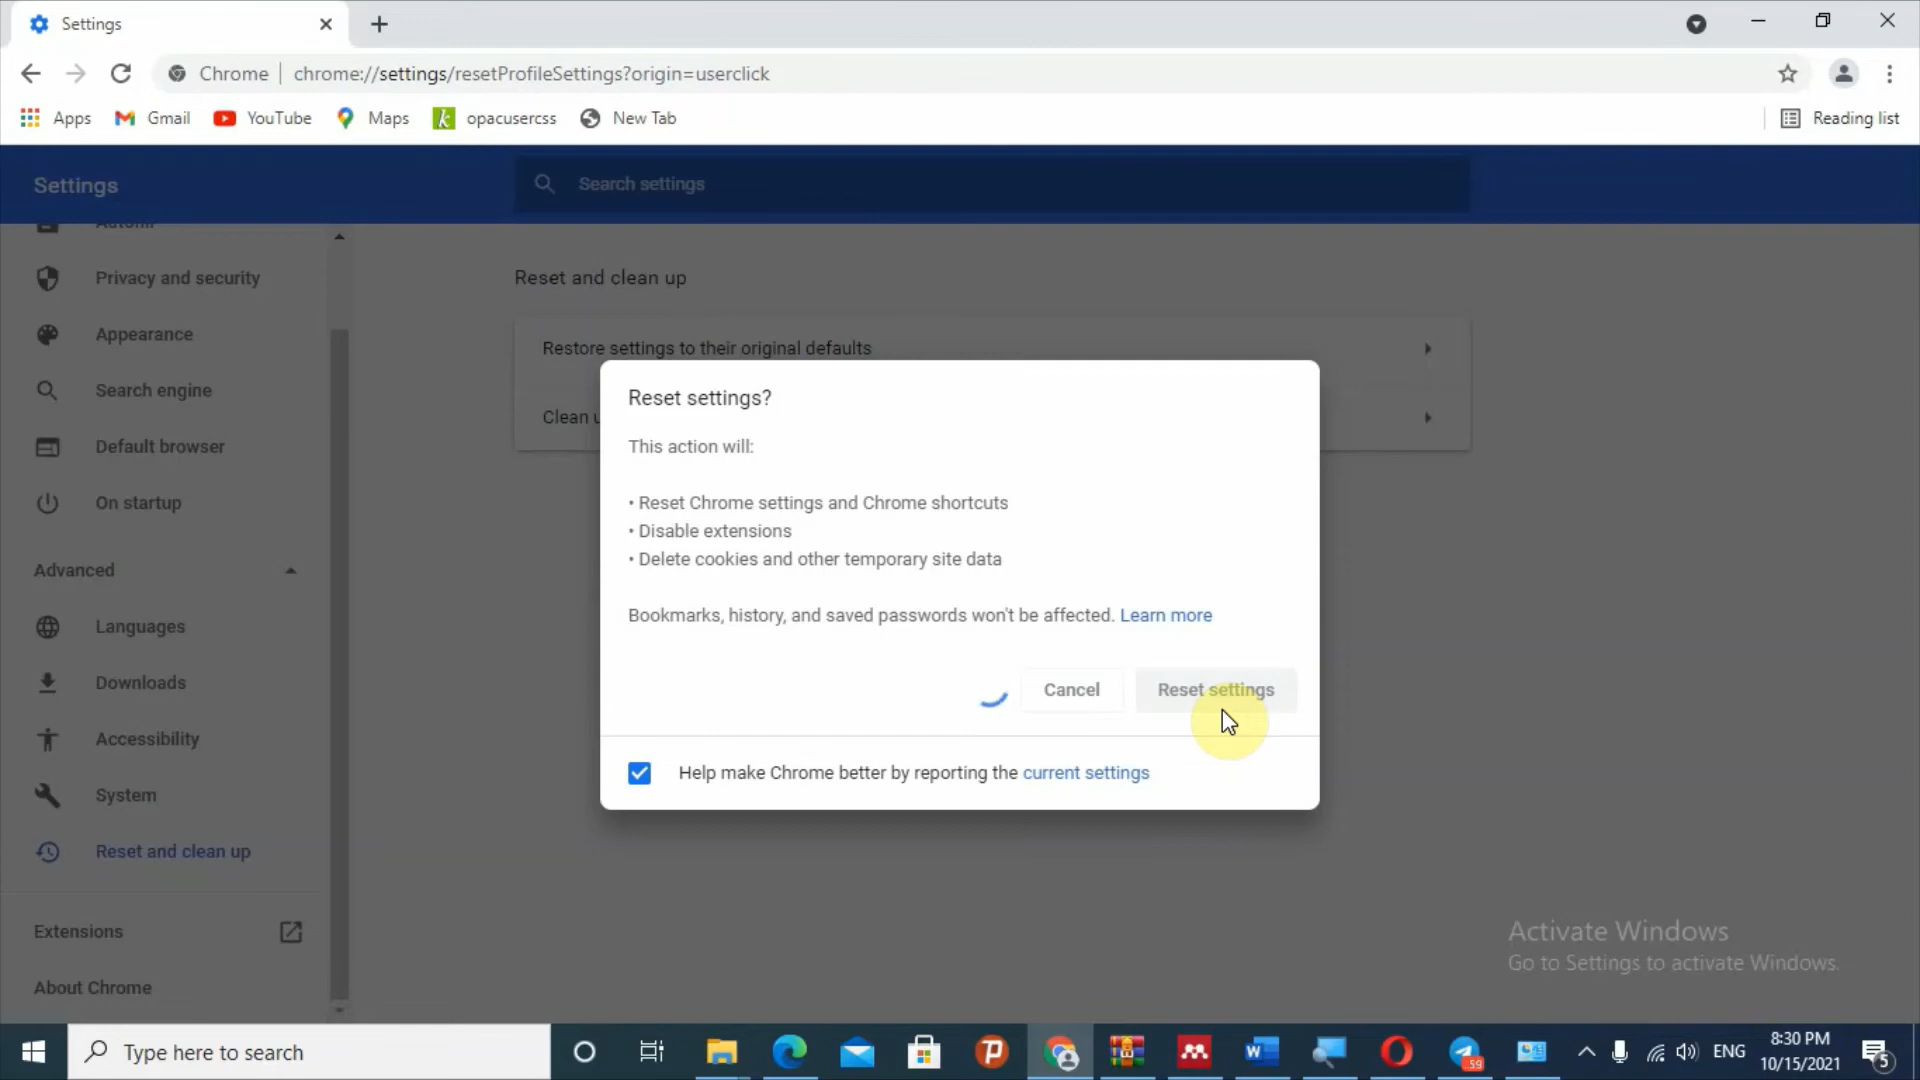 Settings
Chrome
chrome://settings/resetProfileSettings?origin=userclick
Apps
Gmail
YouTube
Maps
opacusercss
New Tab
Reading list
Settings
Search settings
Privacy and security
Appearance
Search engine
Default browser
On startup
Advanced
Languages
Downloads
Accessibility
System
Reset and clean up
Extensions
About Chrome
Reset and clean up
Restore settings to their original defaults
Clean
Reset settings?
This action will:
• Reset Chrome settings and Chrome shortcuts
• Disable extensions
• Delete cookies and other temporary site data
Bookmarks, history, and saved passwords won't be affected. Learn more
Cancel
Reset settings
Help make Chrome better by reporting the current settings
Activate Windows
Go to Settings to activate Windows.
Type here to search
59
ENG
8:30 PM
10/15/2021
5